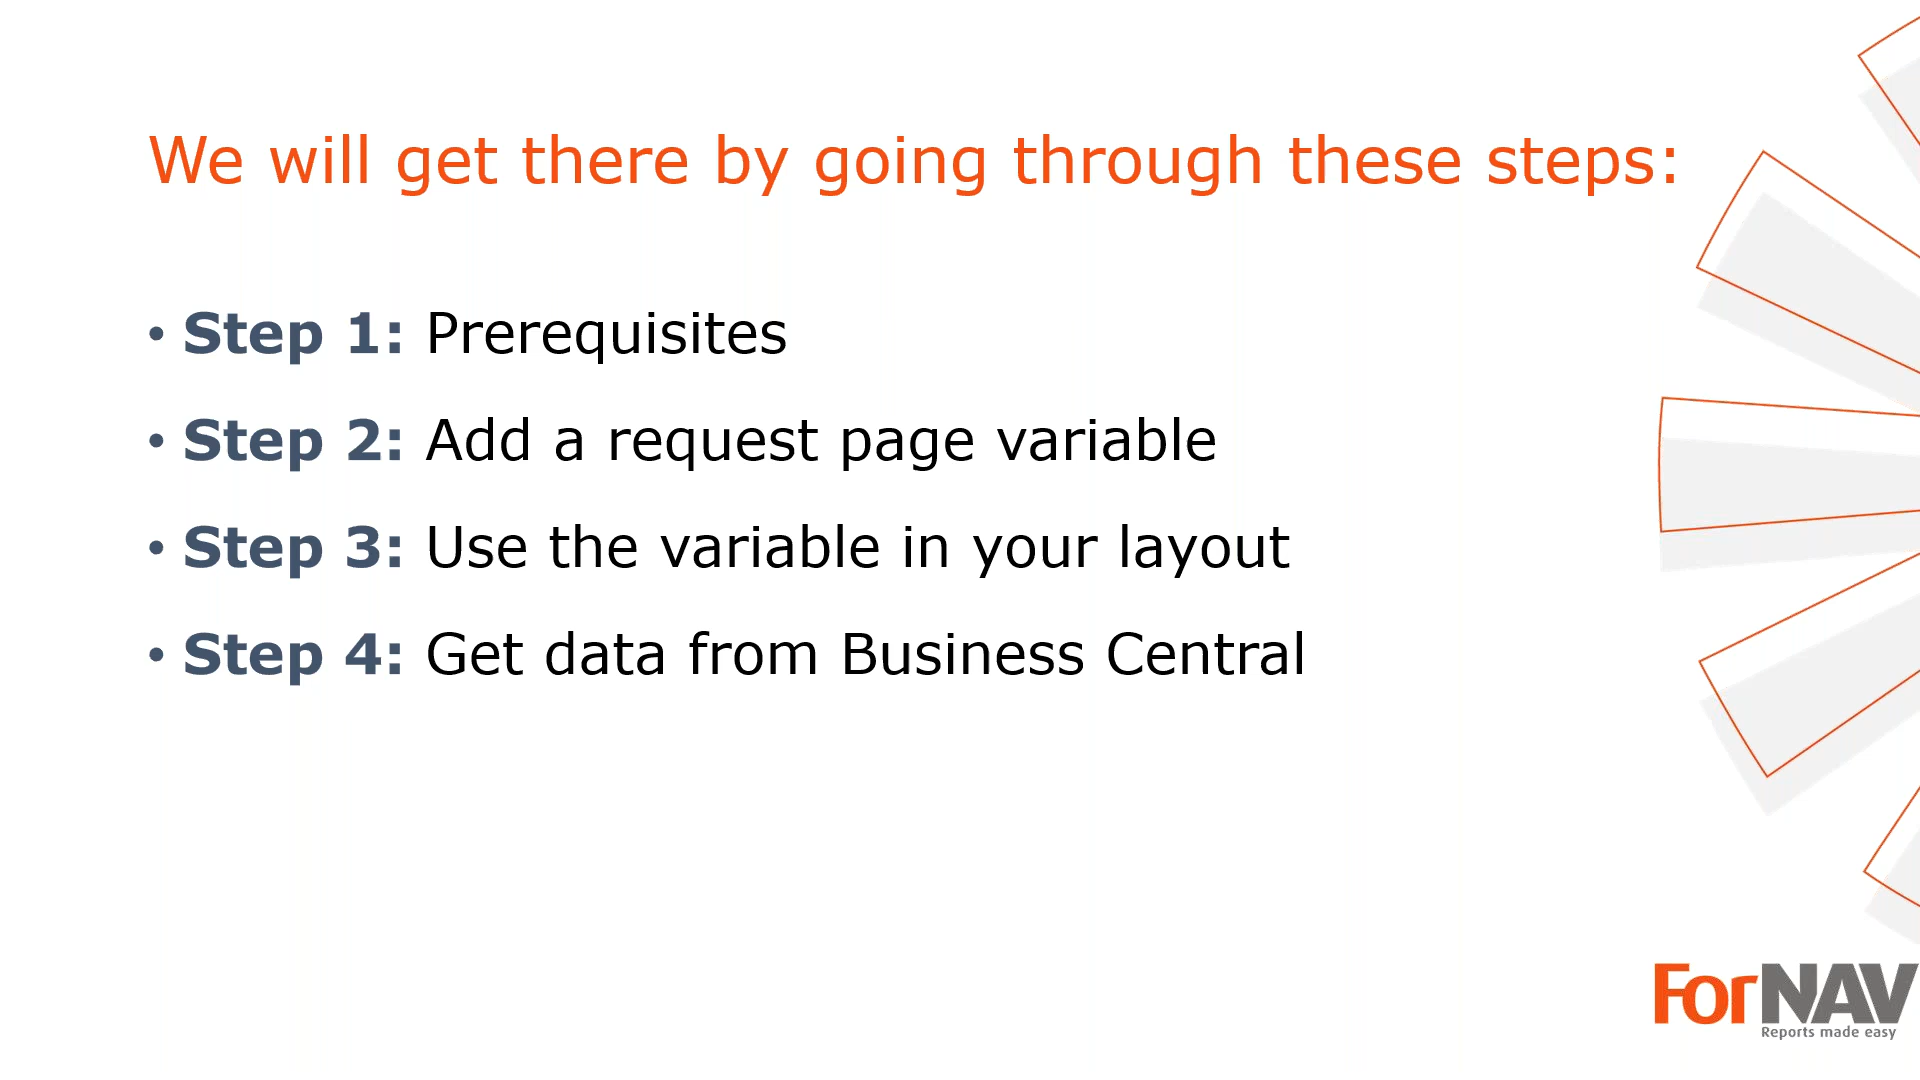 We will get there by going through these steps:
• Step 1: Prerequisites
• Step 2: Add a request page variable
• Step 3: Use the variable in your layout
• Step 4: Get data from Business Central
ForNAV
Reports made easy